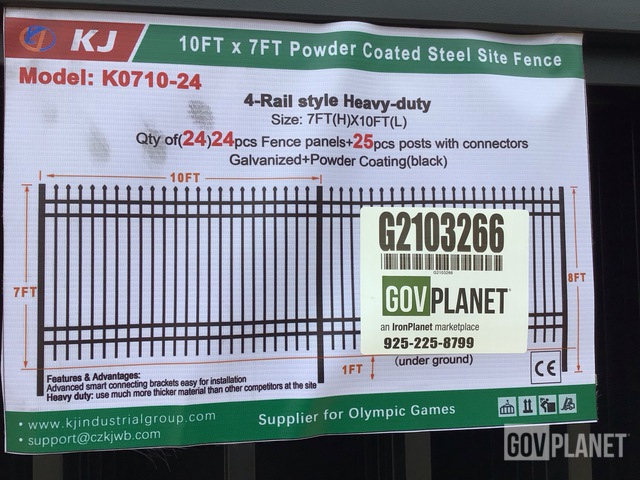 KJ
10FT x 7FT Powder Coated Steel Site Fence
Model: K0710-24
4-Rail style Heavy-duty
Size: 7FT(H)X10FT(L)
Qty of(24)24pcs Fence panels+25pcs posts with connectors
Galvanized+Powder Coating(black)
10FT
7FT
8FT
G2103266
G2103266
GOVPLANET
an IronPlanet marketplace
925-225-8799
(under ground)
1FT
CE
Features & Advantages:
Advanced smart connecting brackets easy for installation
Heavy duty: use much more thicker material than other competitors at the site
• www.kjindustrialgroup.com
• support@czkjwb.com
Supplier for Olympic Games
GOVPLANET